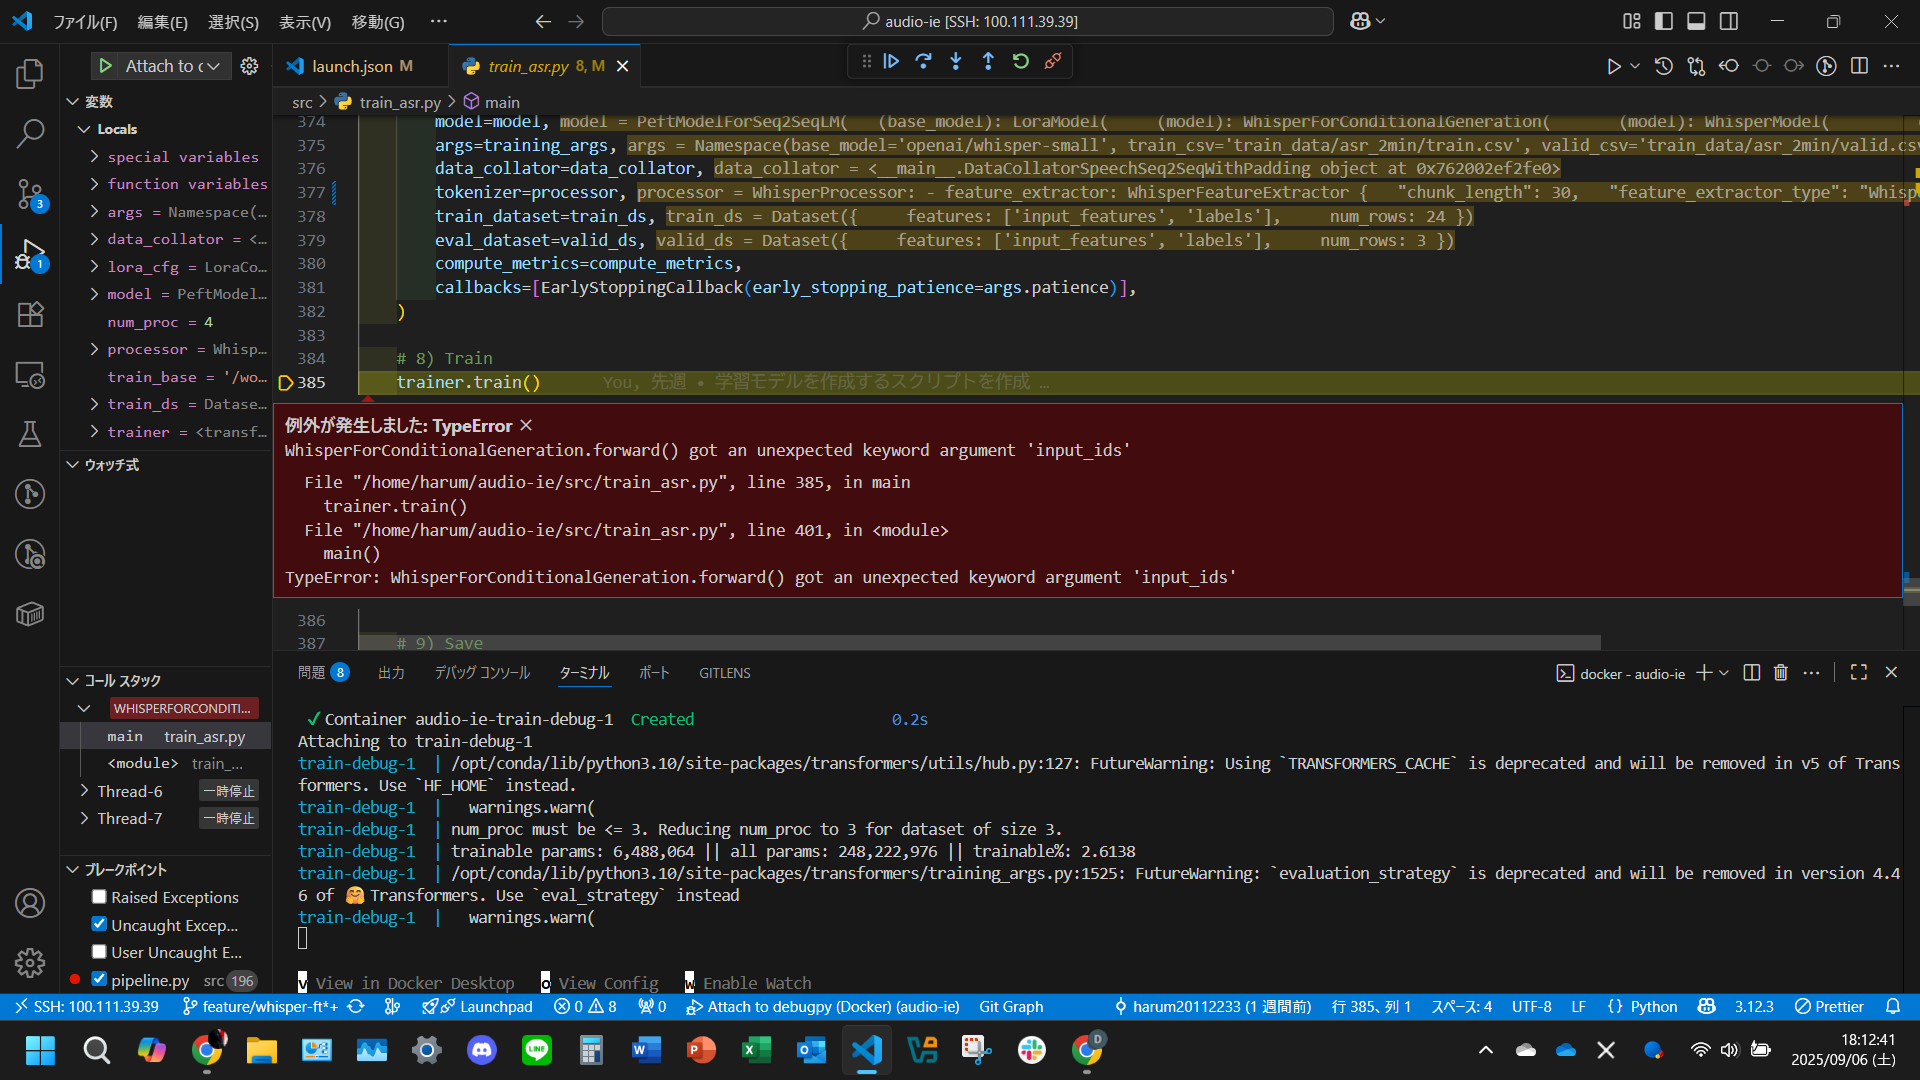 ファイル(F) 編集(E) 選択(S) 表示(V) 移動(G) ···
audio-ie [SSH: 100.111.39.39]
Attach to c
launch.json M
train_asr.py 8, M
src > train_asr.py > main
変数
Locals
special variables
function variables
args = Namespace(…
data_collator = <…
lora_cfg = LoraCo…
model = PeftModel…
num_proc = 4
processor = Whisp…
train_base = '/wo…
train_ds = Datase…
trainer = <transf…
ウォッチ式
コール スタック
WHISPERFORCONDITI...
main train_asr.py
<module> train_...
Thread-6 一時停止
Thread-7 一時停止
ブレークポイント
Raised Exceptions
Uncaught Excep...
User Uncaught E...
pipeline.py src 196
374 model=model, model = PeftModelForSeq2SeqLM( (base_model): LoraModel( (model): WhisperForConditionalGeneration( (model): WhisperModel(
375 args=training_args, args = Namespace(base_model='openai/whisper-small', train_csv='train_data/asr_2min/train.csv', valid_csv='train_data/asr_2min/valid.csv
376 data_collator=data_collator, data_collator = <__main__.DataCollatorSpeechSeq2SeqWithPadding object at 0x762002ef2fe0>
377 tokenizer=processor, processor = WhisperProcessor: - feature_extractor: WhisperFeatureExtractor { "chunk_length": 30, "feature_extractor_type": "Whisp
378 train_dataset=train_ds, train_ds = Dataset({ features: ['input_features', 'labels'], num_rows: 24 })
379 eval_dataset=valid_ds, valid_ds = Dataset({ features: ['input_features', 'labels'], num_rows: 3 })
380 compute_metrics=compute_metrics,
381 callbacks=[EarlyStoppingCallback(early_stopping_patience=args.patience)],
382 )
383
384 # 8) Train
385 trainer.train() You, 先週 • 学習モデルを作成するスクリプトを作成 …
例外が発生しました: TypeError ×
WhisperForConditionalGeneration.forward() got an unexpected keyword argument 'input_ids'
File "/home/harum/audio-ie/src/train_asr.py", line 385, in main
trainer.train()
File "/home/harum/audio-ie/src/train_asr.py", line 401, in <module>
main()
TypeError: WhisperForConditionalGeneration.forward() got an unexpected keyword argument 'input_ids'
386
387 # 9) Save
問題 8 出力 デバッグ コンソール ターミナル ポート GITLENS
docker - audio-ie
✓ Container audio-ie-train-debug-1 Created 0.2s
Attaching to train-debug-1
train-debug-1 | /opt/conda/lib/python3.10/site-packages/transformers/utils/hub.py:127: FutureWarning: Using `TRANSFORMERS_CACHE` is deprecated and will be removed in v5 of Trans
formers. Use `HF_HOME` instead.
train-debug-1 | warnings.warn(
train-debug-1 | num_proc must be <= 3. Reducing num_proc to 3 for dataset of size 3.
train-debug-1 | trainable params: 6,488,064 || all params: 248,222,976 || trainable%: 2.6138
train-debug-1 | /opt/conda/lib/python3.10/site-packages/transformers/training_args.py:1525: FutureWarning: `evaluation_strategy` is deprecated and will be removed in version 4.4
6 of 🤗 Transformers. Use `eval_strategy` instead
train-debug-1 | warnings.warn(
v View in Docker Desktop o View Config w Enable Watch
SSH: 100.111.39.39 feature/whisper-ft*+ Launchpad 0 8 0 Attach to debugpy (Docker) (audio-ie) Git Graph harum20112233 (1 週間前) 行 385、列 1 スペース: 4 UTF-8 LF {} Python 3.12.3 Prettier
18:12:41
2025/09/06 (土)